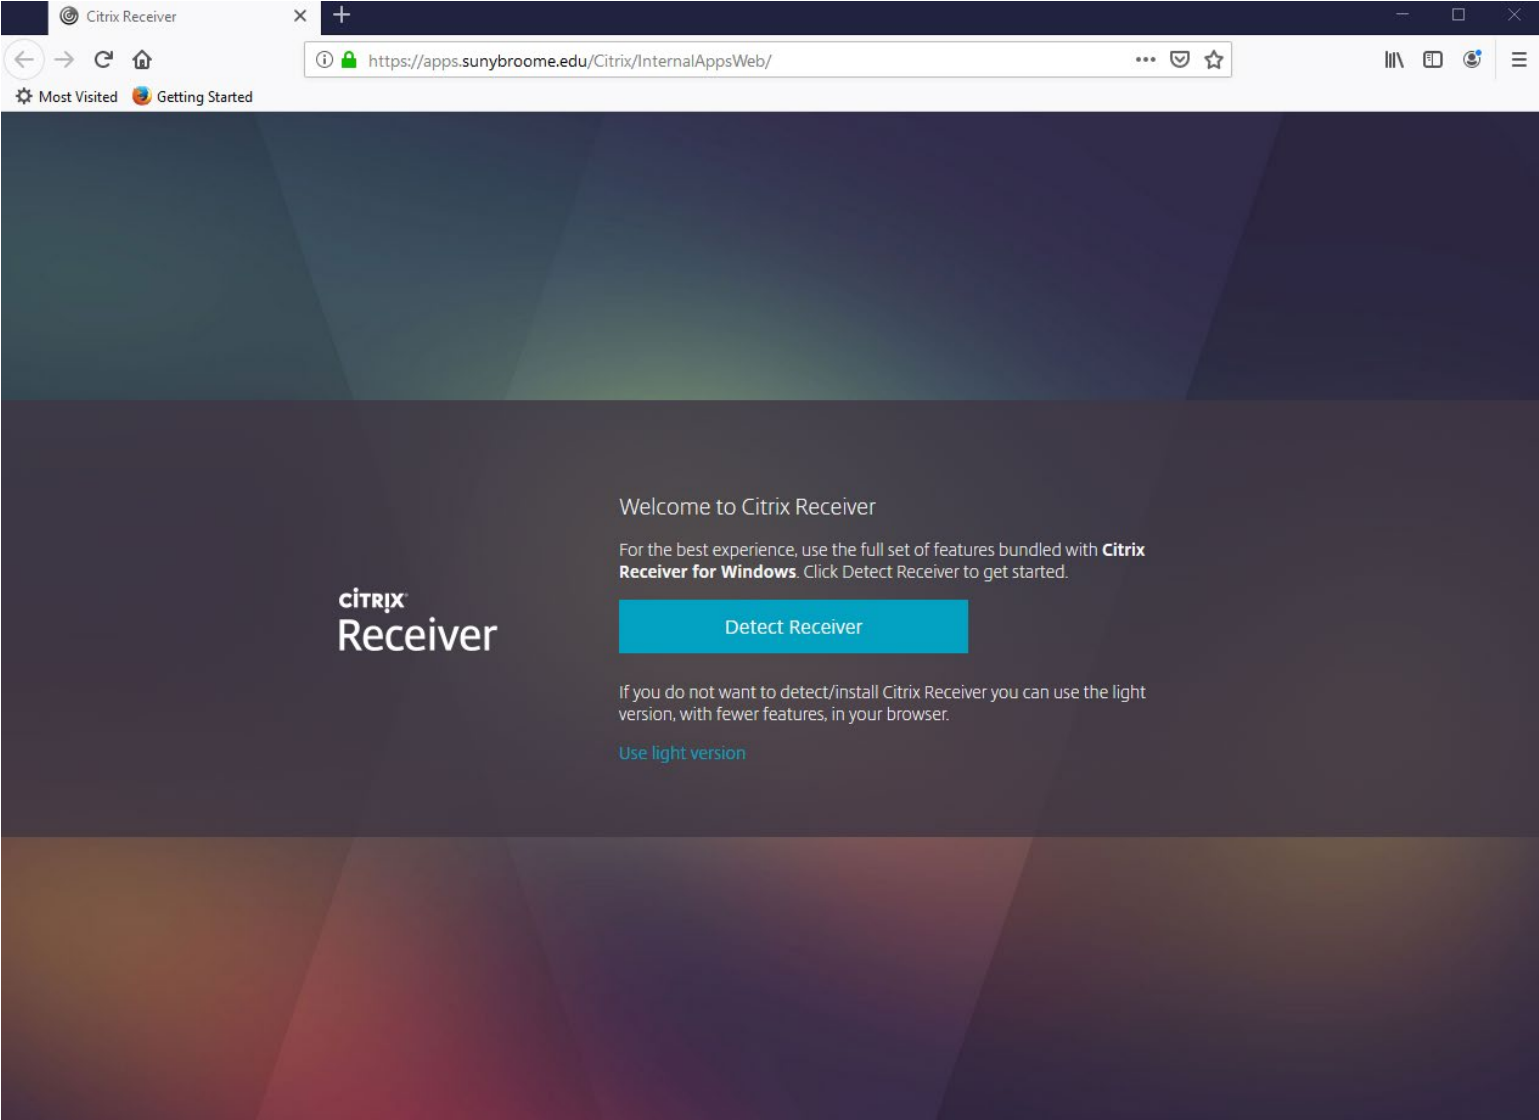 Citrix Receiver
https://apps.sunybroome.edu/Citrix/InternalAppsWeb/
Most Visited Getting Started
Welcome to Citrix Receiver
For the best experience, use the full set of features bundled with Citrix
Receiver for Windows. Click Detect Receiver to get started.
CİTRIX
Receiver
Detect Receiver
If you do not want to detect/install Citrix Receiver you can use the light
version, with fewer features, in your browser.
Use light version